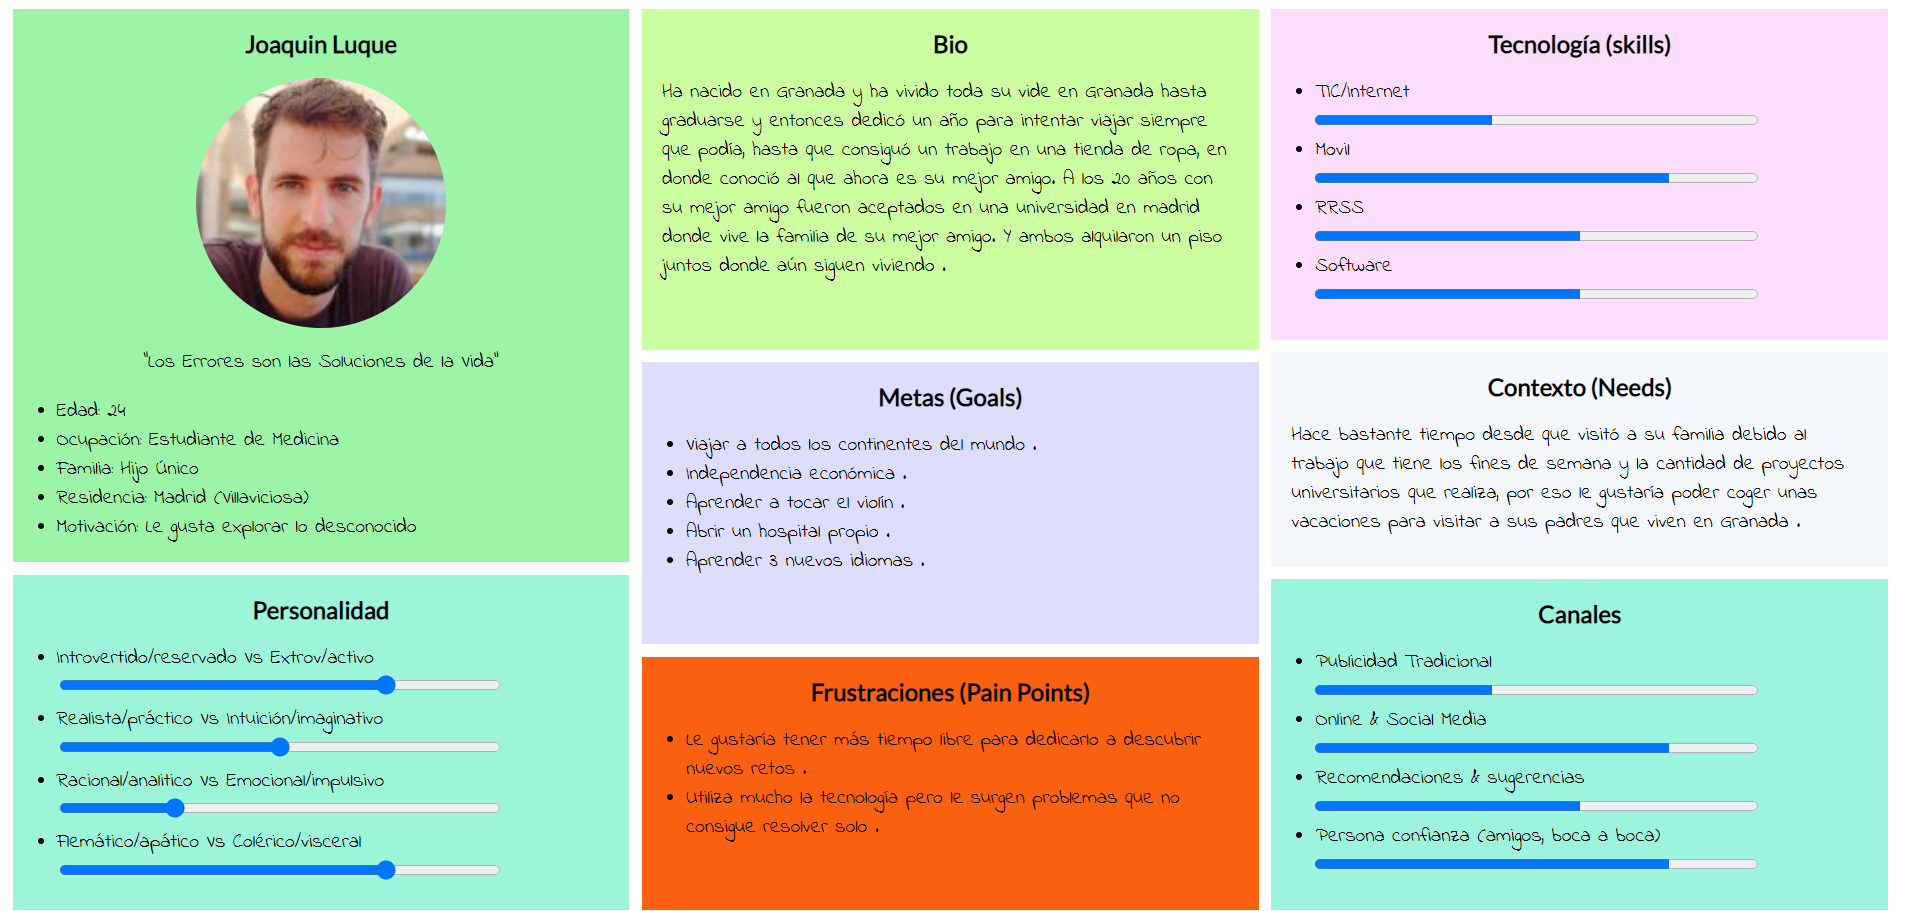 Joaquin Luque
"Los Errores son las Soluciones de la Vida"
Edad: 24
Ocupación: Estudiante de Medicina
Familia: Hijo Único
Residencia: Madrid (Villaviciosa)
Motivación: Le gusta explorar lo desconocido
Personalidad
Introvertido/reservado VS Extrov/activo
Realista/práctico VS Intuición/imaginativo
Racional/analitico VS Emocional/impulsivo
Flemático/apático VS Colérico/visceral
Bio
Ha nacido en Granada y ha vivido toda su vide en Granada hasta
graduarse y entonces dedicó un año para intentar viajar siempre
que podía, hasta que consiguó un trabajo en una tienda de ropa, en
donde conoció al que ahora es su mejor amigo. A los 20 años con
su mejor amigo fueron aceptados en una universidad en madrid
donde vive la familia de su mejor amigo. Y ambos alquilaron un piso
juntos donde aún siguen viviendo .
Metas (Goals)
Viajar a todos los continentes del mundo .
Independencia económica .
Aprender a tocar el violín .
Abrir un hospital propio .
Aprender 3 nuevos idiomas .
Frustraciones (Pain Points)
Le gustaría tener más tiempo libre para dedicarlo a descubrir
nuevos retos .
Utiliza mucho la tecnología pero le surgen problemas que no
consigue resolver solo .
Tecnología (skills)
TIC/Internet
Movil
RRSS
Software
Contexto (Needs)
Hace bastante tiempo desde que visitó a su familia debido al
trabajo que tiene los fines de semana y la cantidad de proyectos
universitarios que realiza, por eso le gustaría poder coger unas
vacaciones para visitar a sus padres que viven en Granada .
Canales
Publicidad Tradicional
Online & Social Media
Recomendaciones & sugerencias
Persona confianza (amigos, boca a boca)